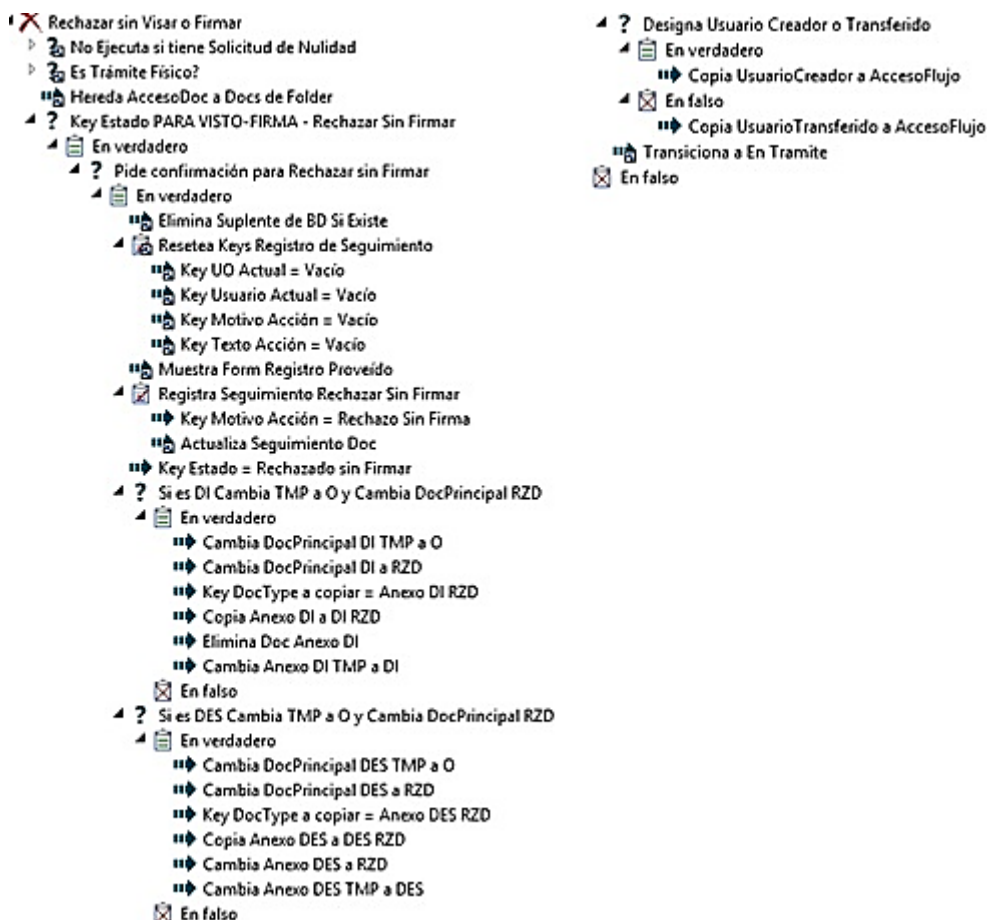 Rechazar sin Visar o Firmar
No Ejecuta si tiene Solicitud de Nulidad
Es Trámite Físico?
Hereda AccesoDoc a Docs de Folder
Key Estado PARA VISTO-FIRMA - Rechazar Sin Firmar
En verdadero
Pide confirmación para Rechazar sin Firmar
En verdadero
Elimina Suplente de BD Si Existe
Resetea Keys Registro de Seguimiento
Key UO Actual = Vacío
Key Usuario Actual = Vacío
Key Motivo Acción = Vacío
Key Texto Acción = Vacío
Muestra Form Registro Proveído
Registra Seguimiento Rechazar Sin Firmar
Key Motivo Acción = Rechazo Sin Firma
Actualiza Seguimiento Doc
Key Estado = Rechazado sin Firmar
Si es DI Cambia TMP a O y Cambia DocPrincipal RZD
En verdadero
Cambia DocPrincipal DI TMP a O
Cambia DocPrincipal DI a RZD
Key DocType a copiar = Anexo DI RZD
Copia Anexo DI a DI RZD
Elimina Doc Anexo DI
Cambia Anexo DI TMP a DI
En falso
Si es DES Cambia TMP a O y Cambia DocPrincipal RZD
En verdadero
Cambia DocPrincipal DES TMP a O
Cambia DocPrincipal DES a RZD
Key DocType a copiar = Anexo DES RZD
Copia Anexo DES a DES RZD
Cambia Anexo DES a RZD
Cambia Anexo DES TMP a DES
En falso
Designa Usuario Creador o Transferido
En verdadero
Copia UsuarioCreador a AccesoFlujo
En falso
Copia UsuarioTransferido a AccesoFlujo
Transiciona a En Tramite
En falso